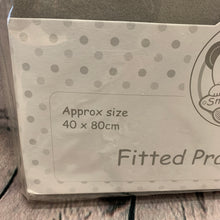 Approx size
40 x 80cm
Fitted Pra